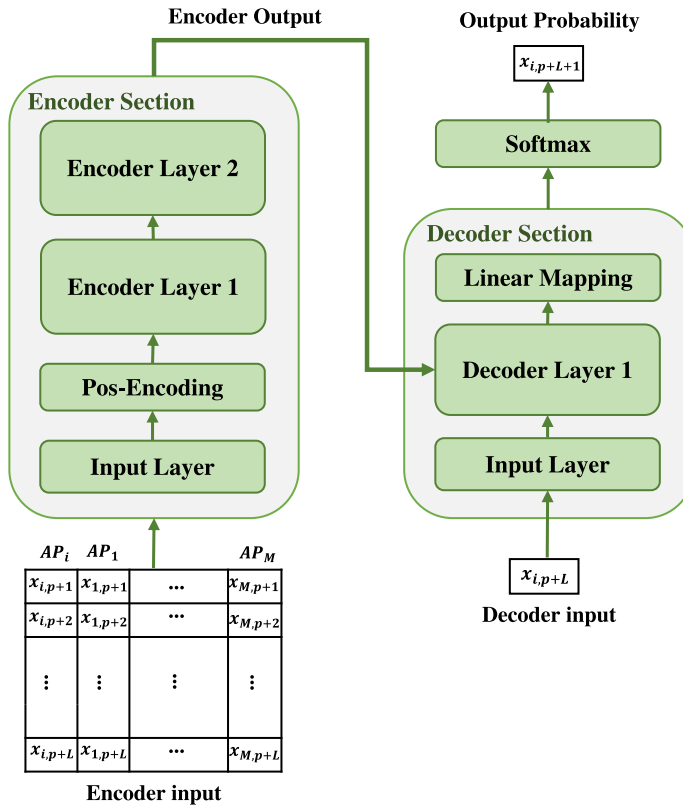 Encoder Output
Output Probability
x_{i,p+L+1}
Softmax
Encoder Section
Encoder Layer 2
Encoder Layer 1
Pos-Encoding
Input Layer
Decoder Section
Linear Mapping
Decoder Layer 1
Input Layer
x_{i,p+L}
Decoder input
AP_i AP_1 AP_M
x_{i,p+1} x_{1,p+1} ... x_{M,p+1}
x_{i,p+2} x_{1,p+2} ... x_{M,p+2}
⋮ ⋮ ⋮ ⋮
x_{i,p+L} x_{1,p+L} ... x_{M,p+L}
Encoder input